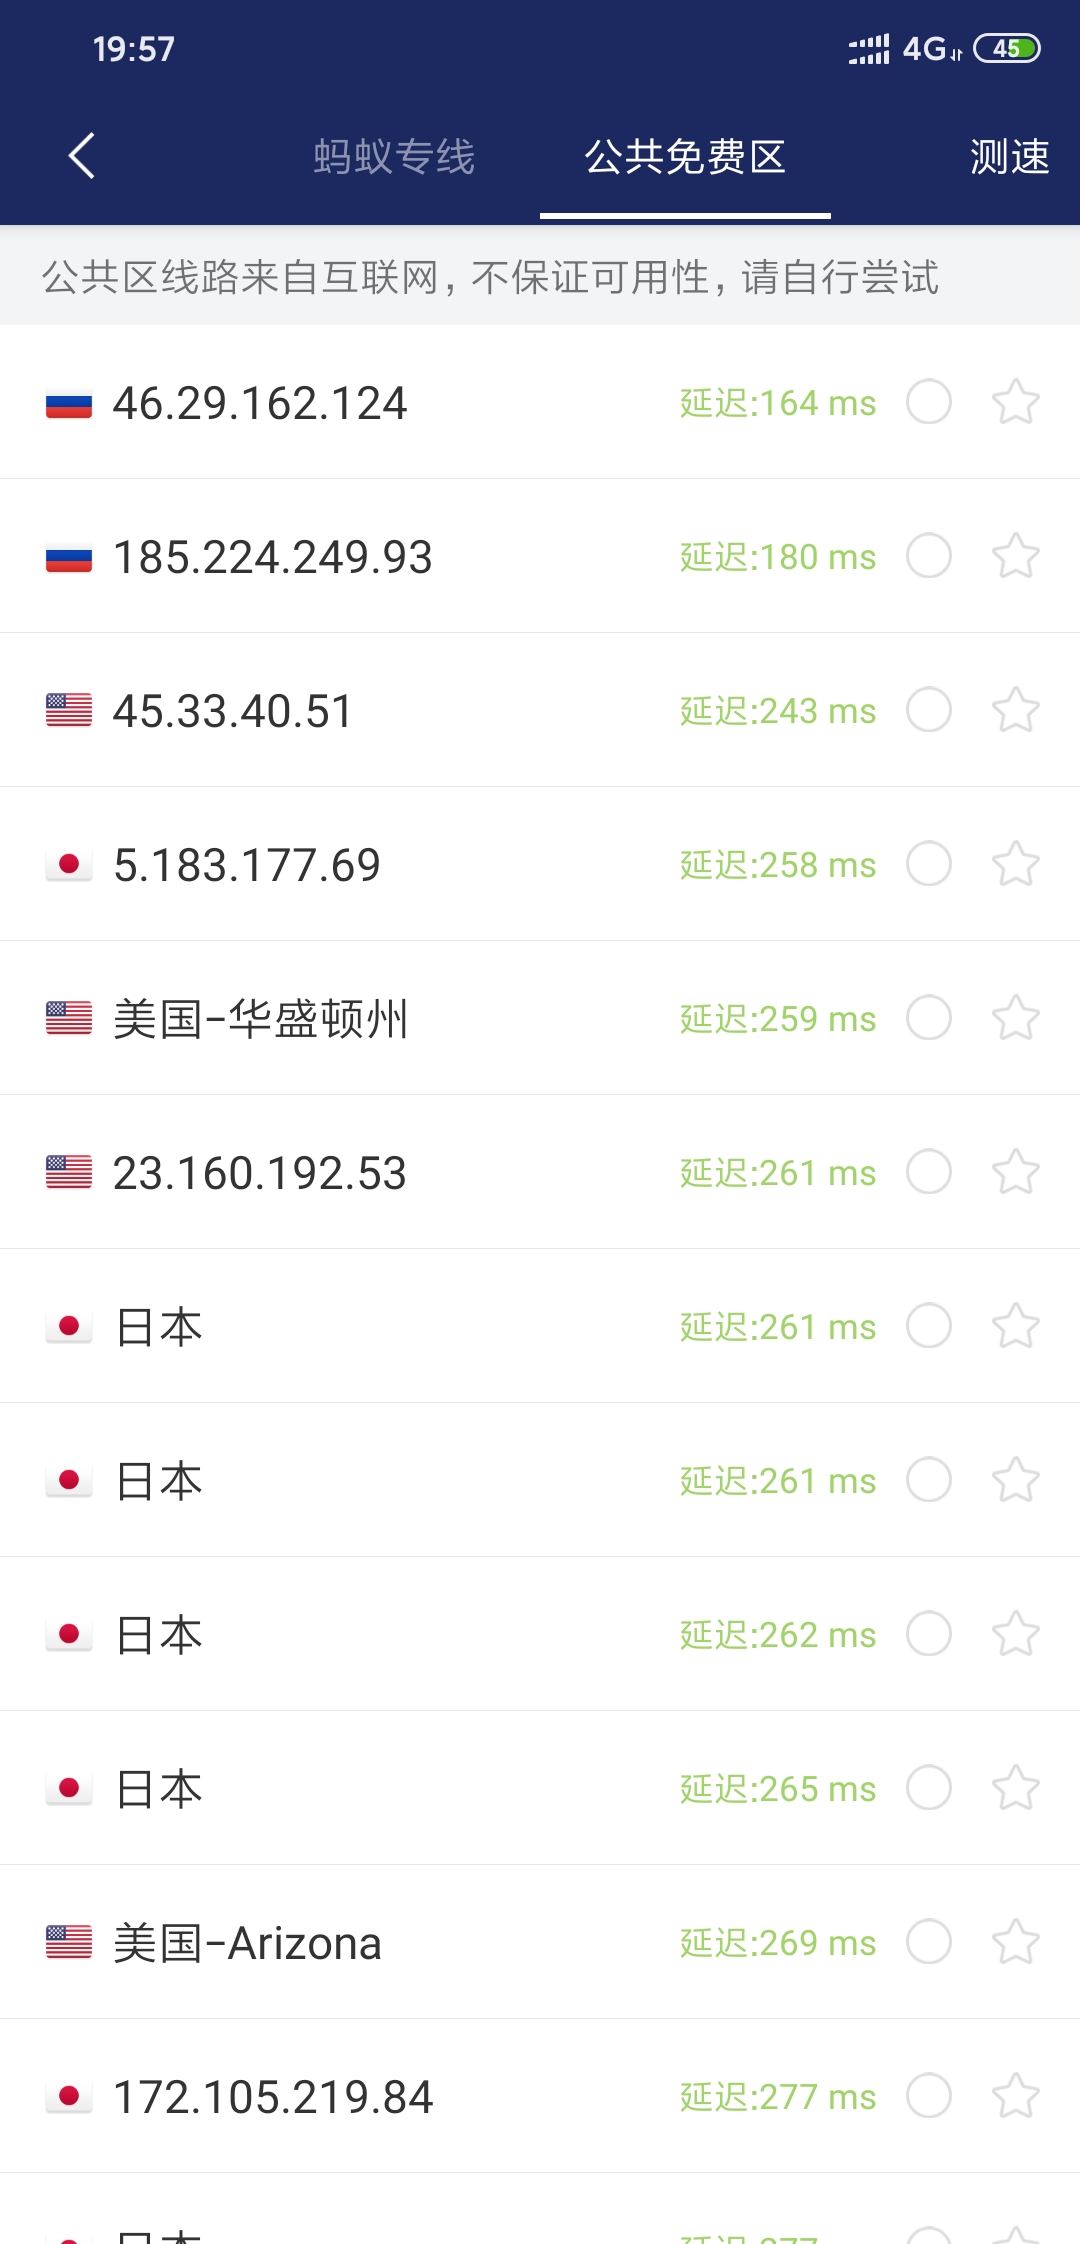 19:57 4G 45
蚂蚁专线 公共免费区 测速
公共区线路来自互联网，不保证可用性，请自行尝试
46.29.162.124 延迟:164 ms
185.224.249.93 延迟:180 ms
45.33.40.51 延迟:243 ms
5.183.177.69 延迟:258 ms
美国-华盛顿州 延迟:259 ms
23.160.192.53 延迟:261 ms
日本 延迟:261 ms
日本 延迟:261 ms
日本 延迟:262 ms
日本 延迟:265 ms
美国-Arizona 延迟:269 ms
172.105.219.84 延迟:277 ms